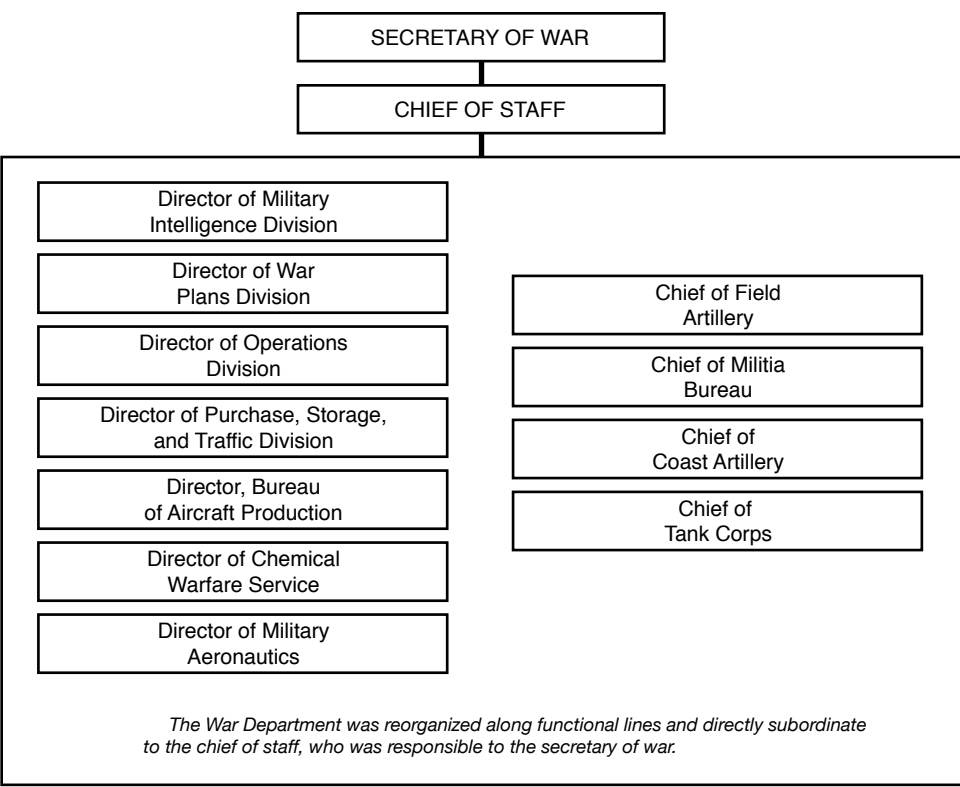 SECRETARY OF WAR
CHIEF OF STAFF
Director of Military
Intelligence Division
Director of War
Plans Division
Director of Operations
Division
Director of Purchase, Storage,
and Traffic Division
Director, Bureau
of Aircraft Production
Director of Chemical
Warfare Service
Director of Military
Aeronautics
Chief of Field
Artillery
Chief of Militia
Bureau
Chief of
Coast Artillery
Chief of
Tank Corps
The War Department was reorganized along functional lines and directly subordinate
to the chief of staff, who was responsible to the secretary of war.